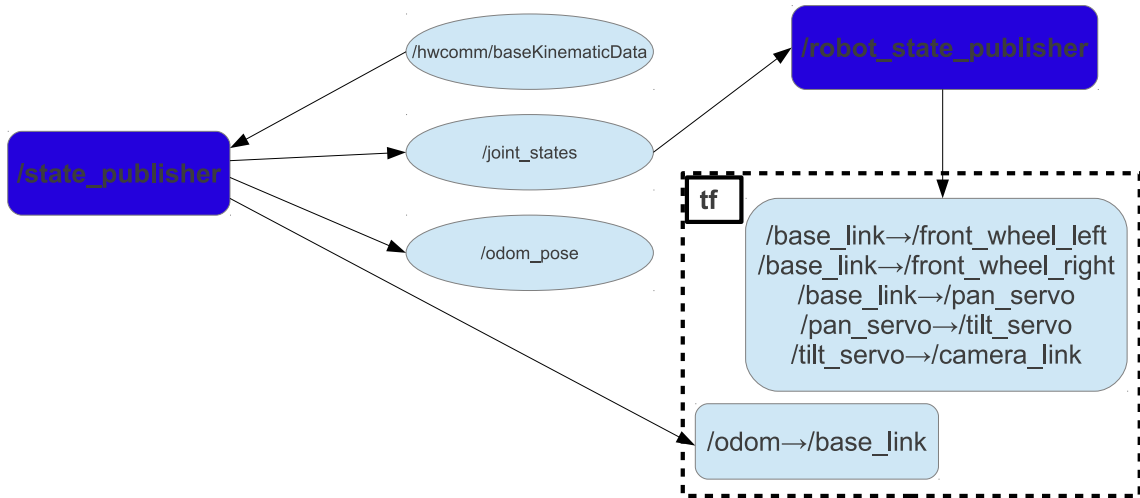 /hwcomm/baseKinematicData
/robot_state_publisher
/joint_states
/state_publisher
tf
/odom_pose
/base_link→/front_wheel_left
/base_link→/front_wheel_right
/base_link→/pan_servo
/pan_servo→/tilt_servo
/tilt_servo→/camera_link
/odom→/base_link